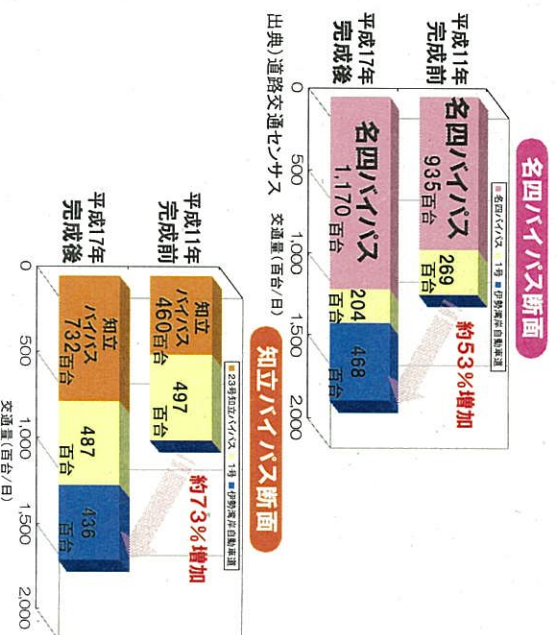 名四バイパス断面
名四バイパス 1号 伊勢湾岸自動車道
平成11年
完成前
名四バイパス
935百台
269
百台
約53%増加
平成17年
完成後
名四バイパス
1,170百台
204
百台
468
百台
0 500 1,000 1,500 2,000
交通量(百台/日)
出典)道路交通センサス
知立バイパス断面
23号知立バイパス 1号 伊勢湾岸自動車道
平成11年
完成前
知立
バイパス
460百台
497
百台
約73%増加
平成17年
完成後
知立
バイパス
732百台
487
百台
436
百台
0 500 1,000 1,500 2,000
交通量(百台/日)